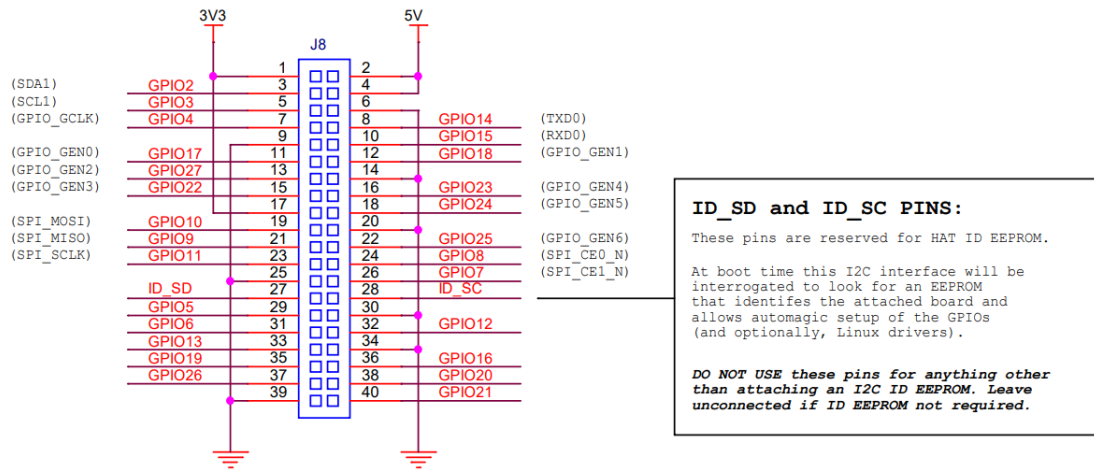 3V3 5V
J8
1 2
(SDA1) GPIO2 3 4
(SCL1) GPIO3 5 6
(GPIO_GCLK) GPIO4 7 8 GPIO14 (TXD0)
9 10 GPIO15 (RXD0)
(GPIO_GEN0) GPIO17 11 12 GPIO18 (GPIO_GEN1)
(GPIO_GEN2) GPIO27 13 14
(GPIO_GEN3) GPIO22 15 16 GPIO23 (GPIO_GEN4)
17 18 GPIO24 (GPIO_GEN5)
(SPI_MOSI) GPIO10 19 20
(SPI_MISO) GPIO9 21 22 GPIO25 (GPIO_GEN6)
(SPI_SCLK) GPIO11 23 24 GPIO8 (SPI_CE0_N)
25 26 GPIO7 (SPI_CE1_N)
ID_SD 27 28 ID_SC
GPIO5 29 30
GPIO6 31 32 GPIO12
GPIO13 33 34
GPIO19 35 36 GPIO16
GPIO26 37 38 GPIO20
39 40 GPIO21
ID_SD and ID_SC PINS:
These pins are reserved for HAT ID EEPROM.
At boot time this I2C interface will be
interrogated to look for an EEPROM
that identifes the attached board and
allows automagic setup of the GPIOs
(and optionally, Linux drivers).
DO NOT USE these pins for anything other
than attaching an I2C ID EEPROM. Leave
unconnected if ID EEPROM not required.